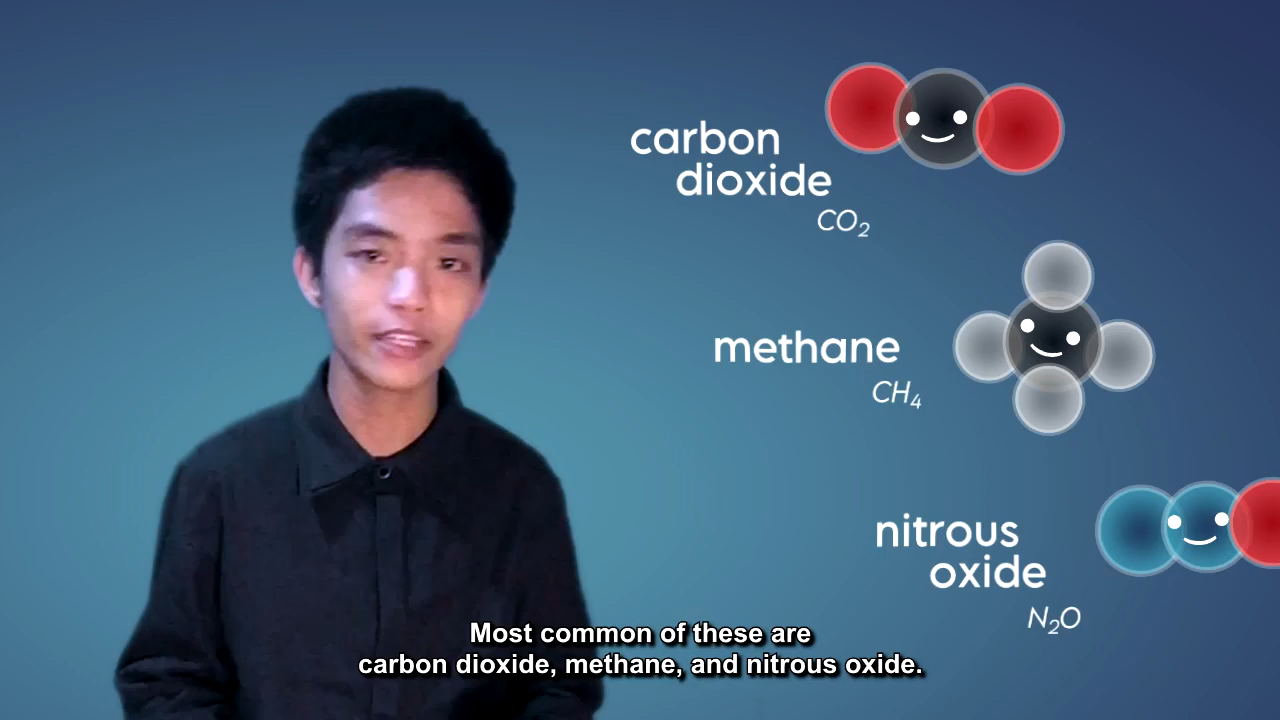 carbon
dioxide
CO₂
methane
CH₄
nitrous
oxide
N₂O
Most common of these are
carbon dioxide, methane, and nitrous oxide.